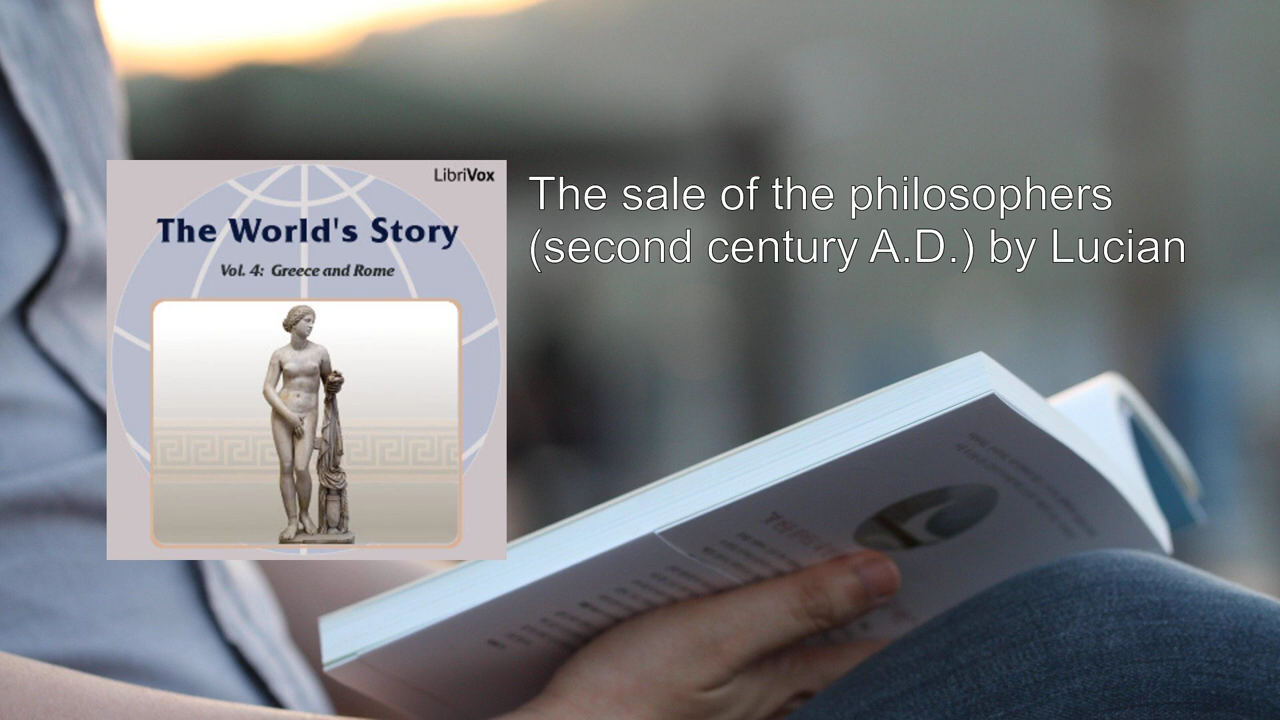 LibriVox
The World's Story
Vol. 4: Greece and Rome
The sale of the philosophers
(second century A.D.) by Lucian